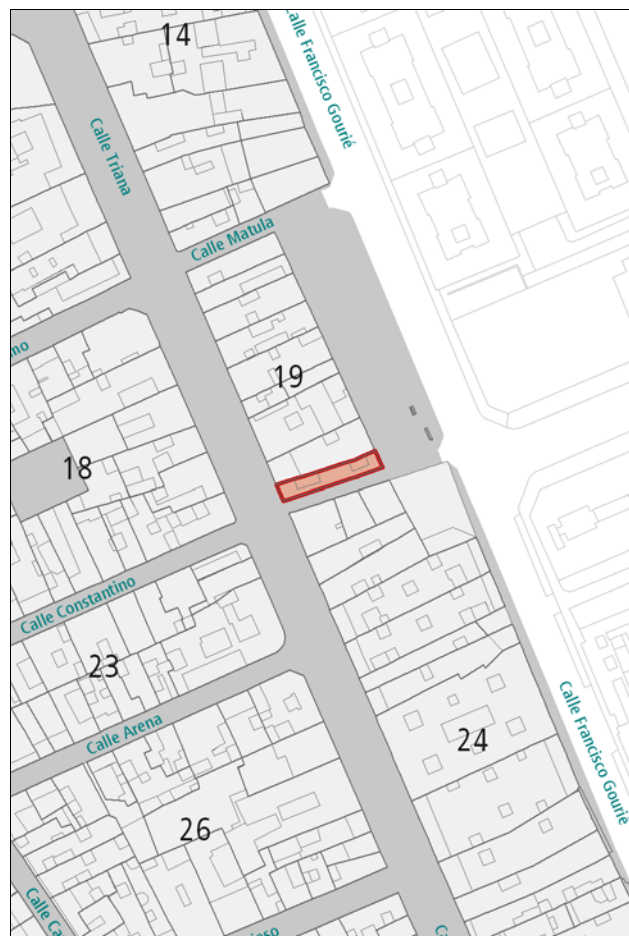 14
Calle Francisco Gourié
Calle Triana
Calle Matula
19
18
Calle Constantino
23
Calle Arena
24
Calle Francisco Gourié
26